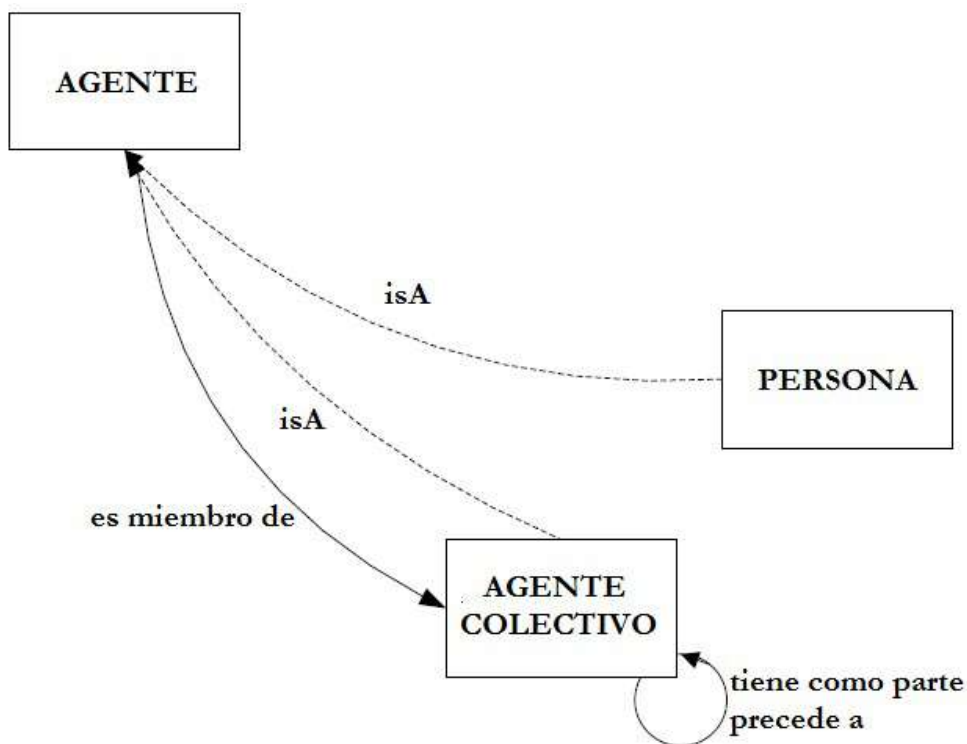 AGENTE
isA
PERSONA
isA
es miembro de
AGENTE
COLECTIVO
tiene como parte
precede a